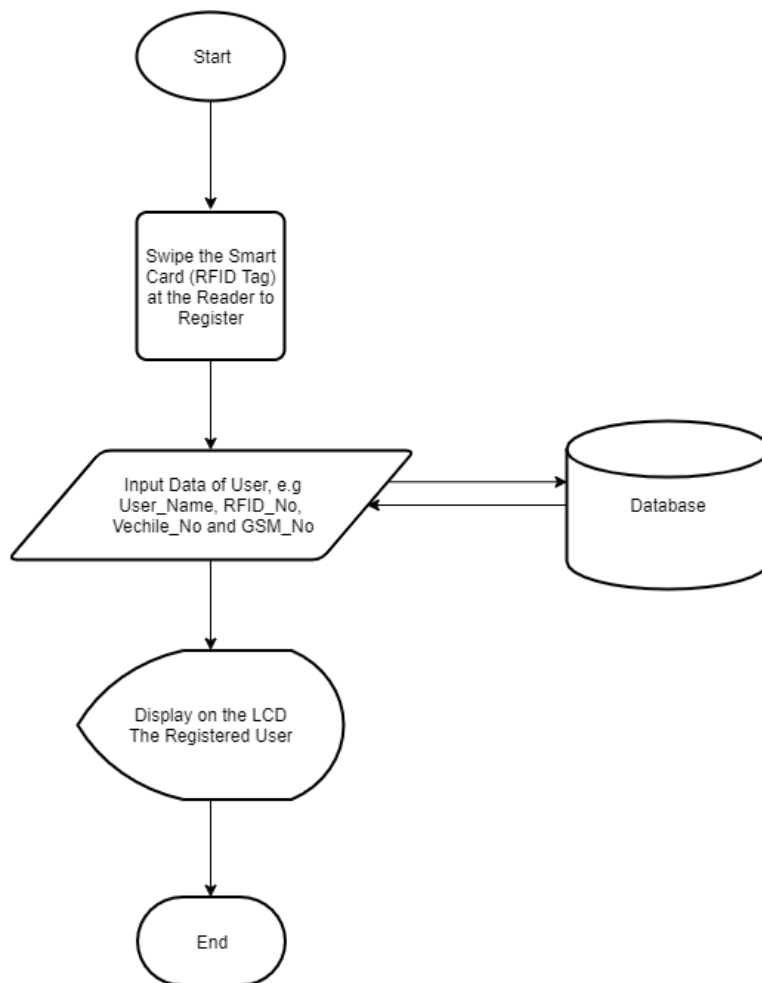 Start
Swipe the Smart
Card (RFID Tag)
at the Reader to
Register
Input Data of User, e.g
User_Name, RFID_No,
Vechile_No and GSM_No
Database
Display on the LCD
The Registered User
End